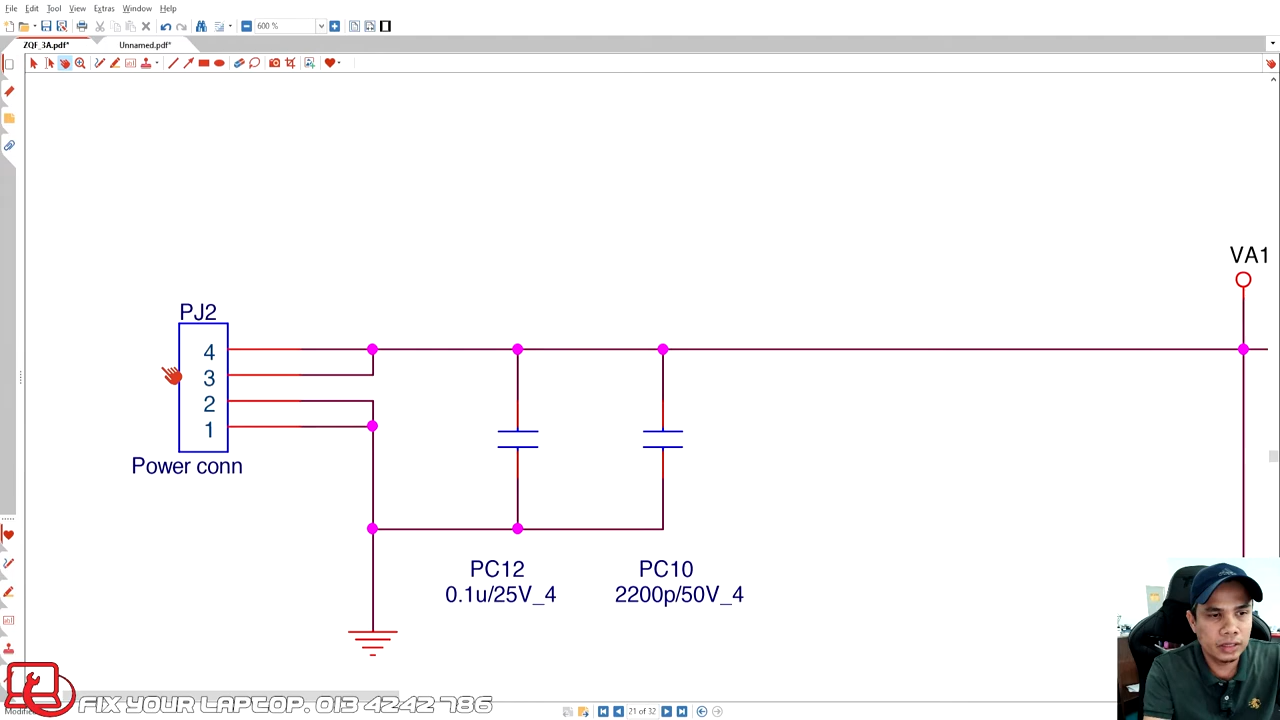 File Edit Tool View Extras Window Help
600 %
ZQF_3A.pdf* Unnamed.pdf*
VA1
PJ2
4
3
2
1
Power conn
PC12
0.1u/25V_4
PC10
2200p/50V_4
FIX YOUR LAPTOP. 013 4242 786
21 of 32